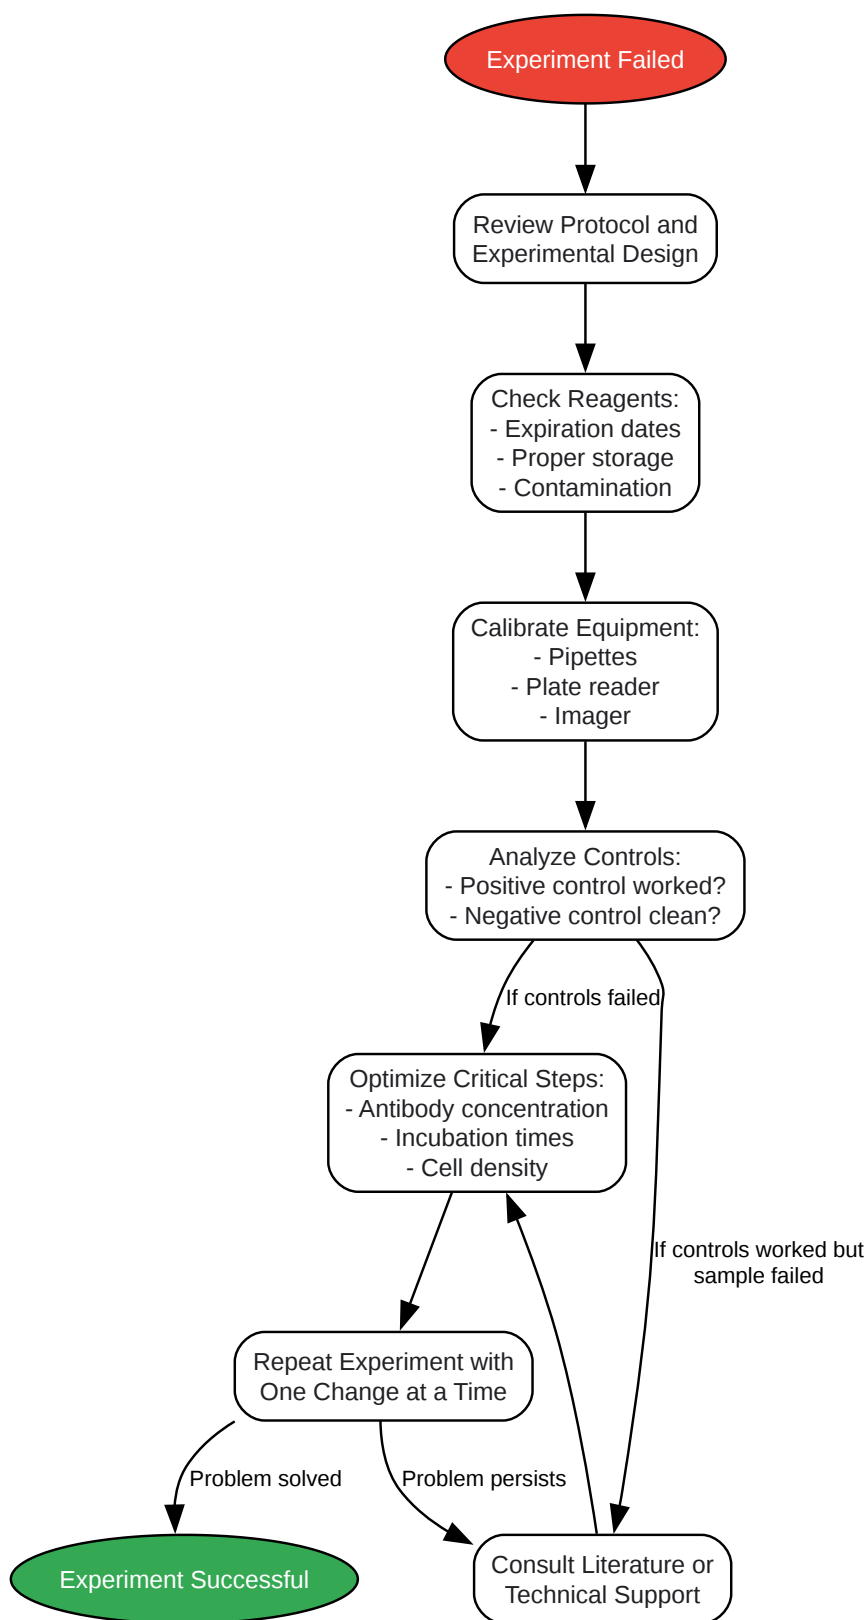 Experiment Failed
Review Protocol and
Experimental Design
Check Reagents:
- Expiration dates
- Proper storage
- Contamination
Calibrate Equipment:
- Pipettes
- Plate reader
- Imager
Analyze Controls:
- Positive control worked?
- Negative control clean?
If controls failed
Optimize Critical Steps:
- Antibody concentration
- Incubation times
- Cell density
If controls worked but
sample failed
Repeat Experiment with
One Change at a Time
Problem solved
Problem persists
Experiment Successful
Consult Literature or
Technical Support